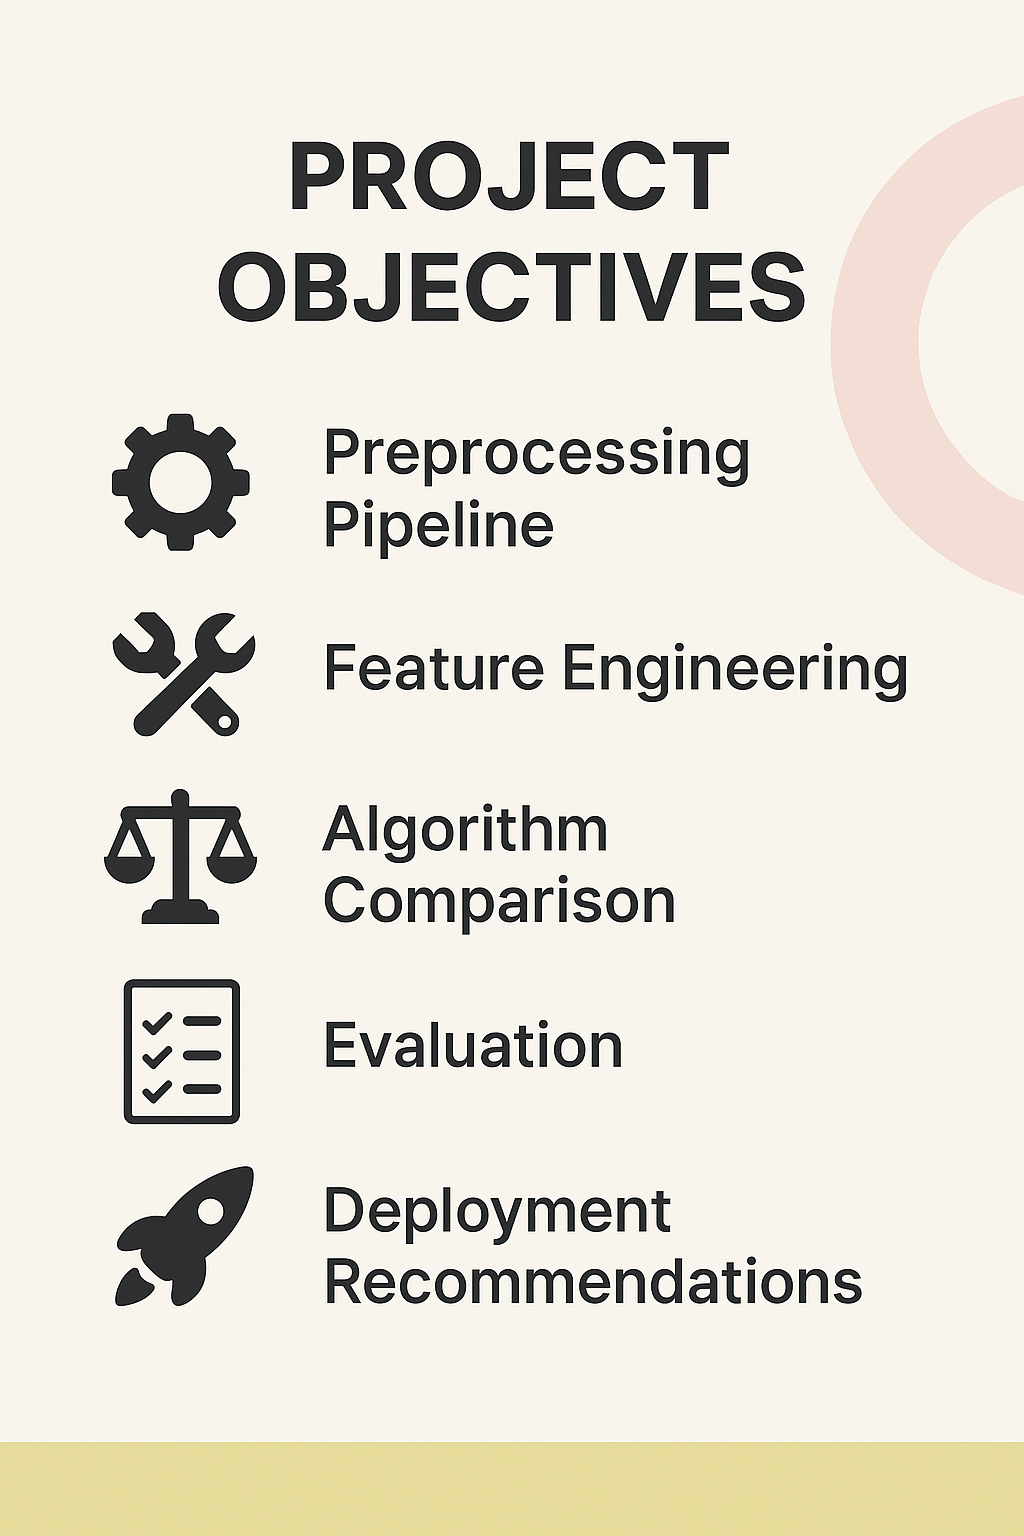 PROJECT
OBJECTIVES
Preprocessing
Pipeline
Feature Engineering
Algorithm
Comparison
Evaluation
Deployment
Recommendations